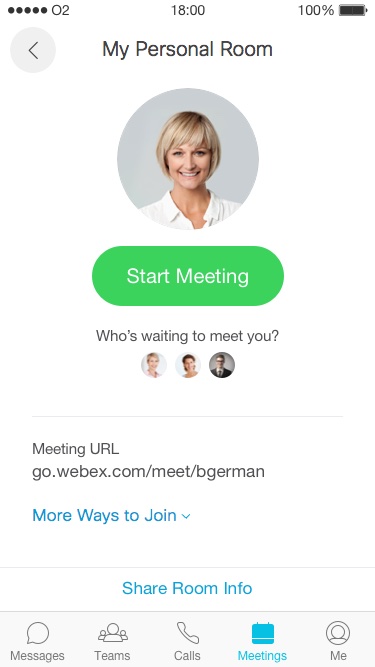 ●●●●● O2 18:00 100%
My Personal Room
Start Meeting
Who’s waiting to meet you?
Meeting URL
go.webex.com/meet/bgerman
More Ways to Join
Share Room Info
Messages Teams Calls Meetings Me